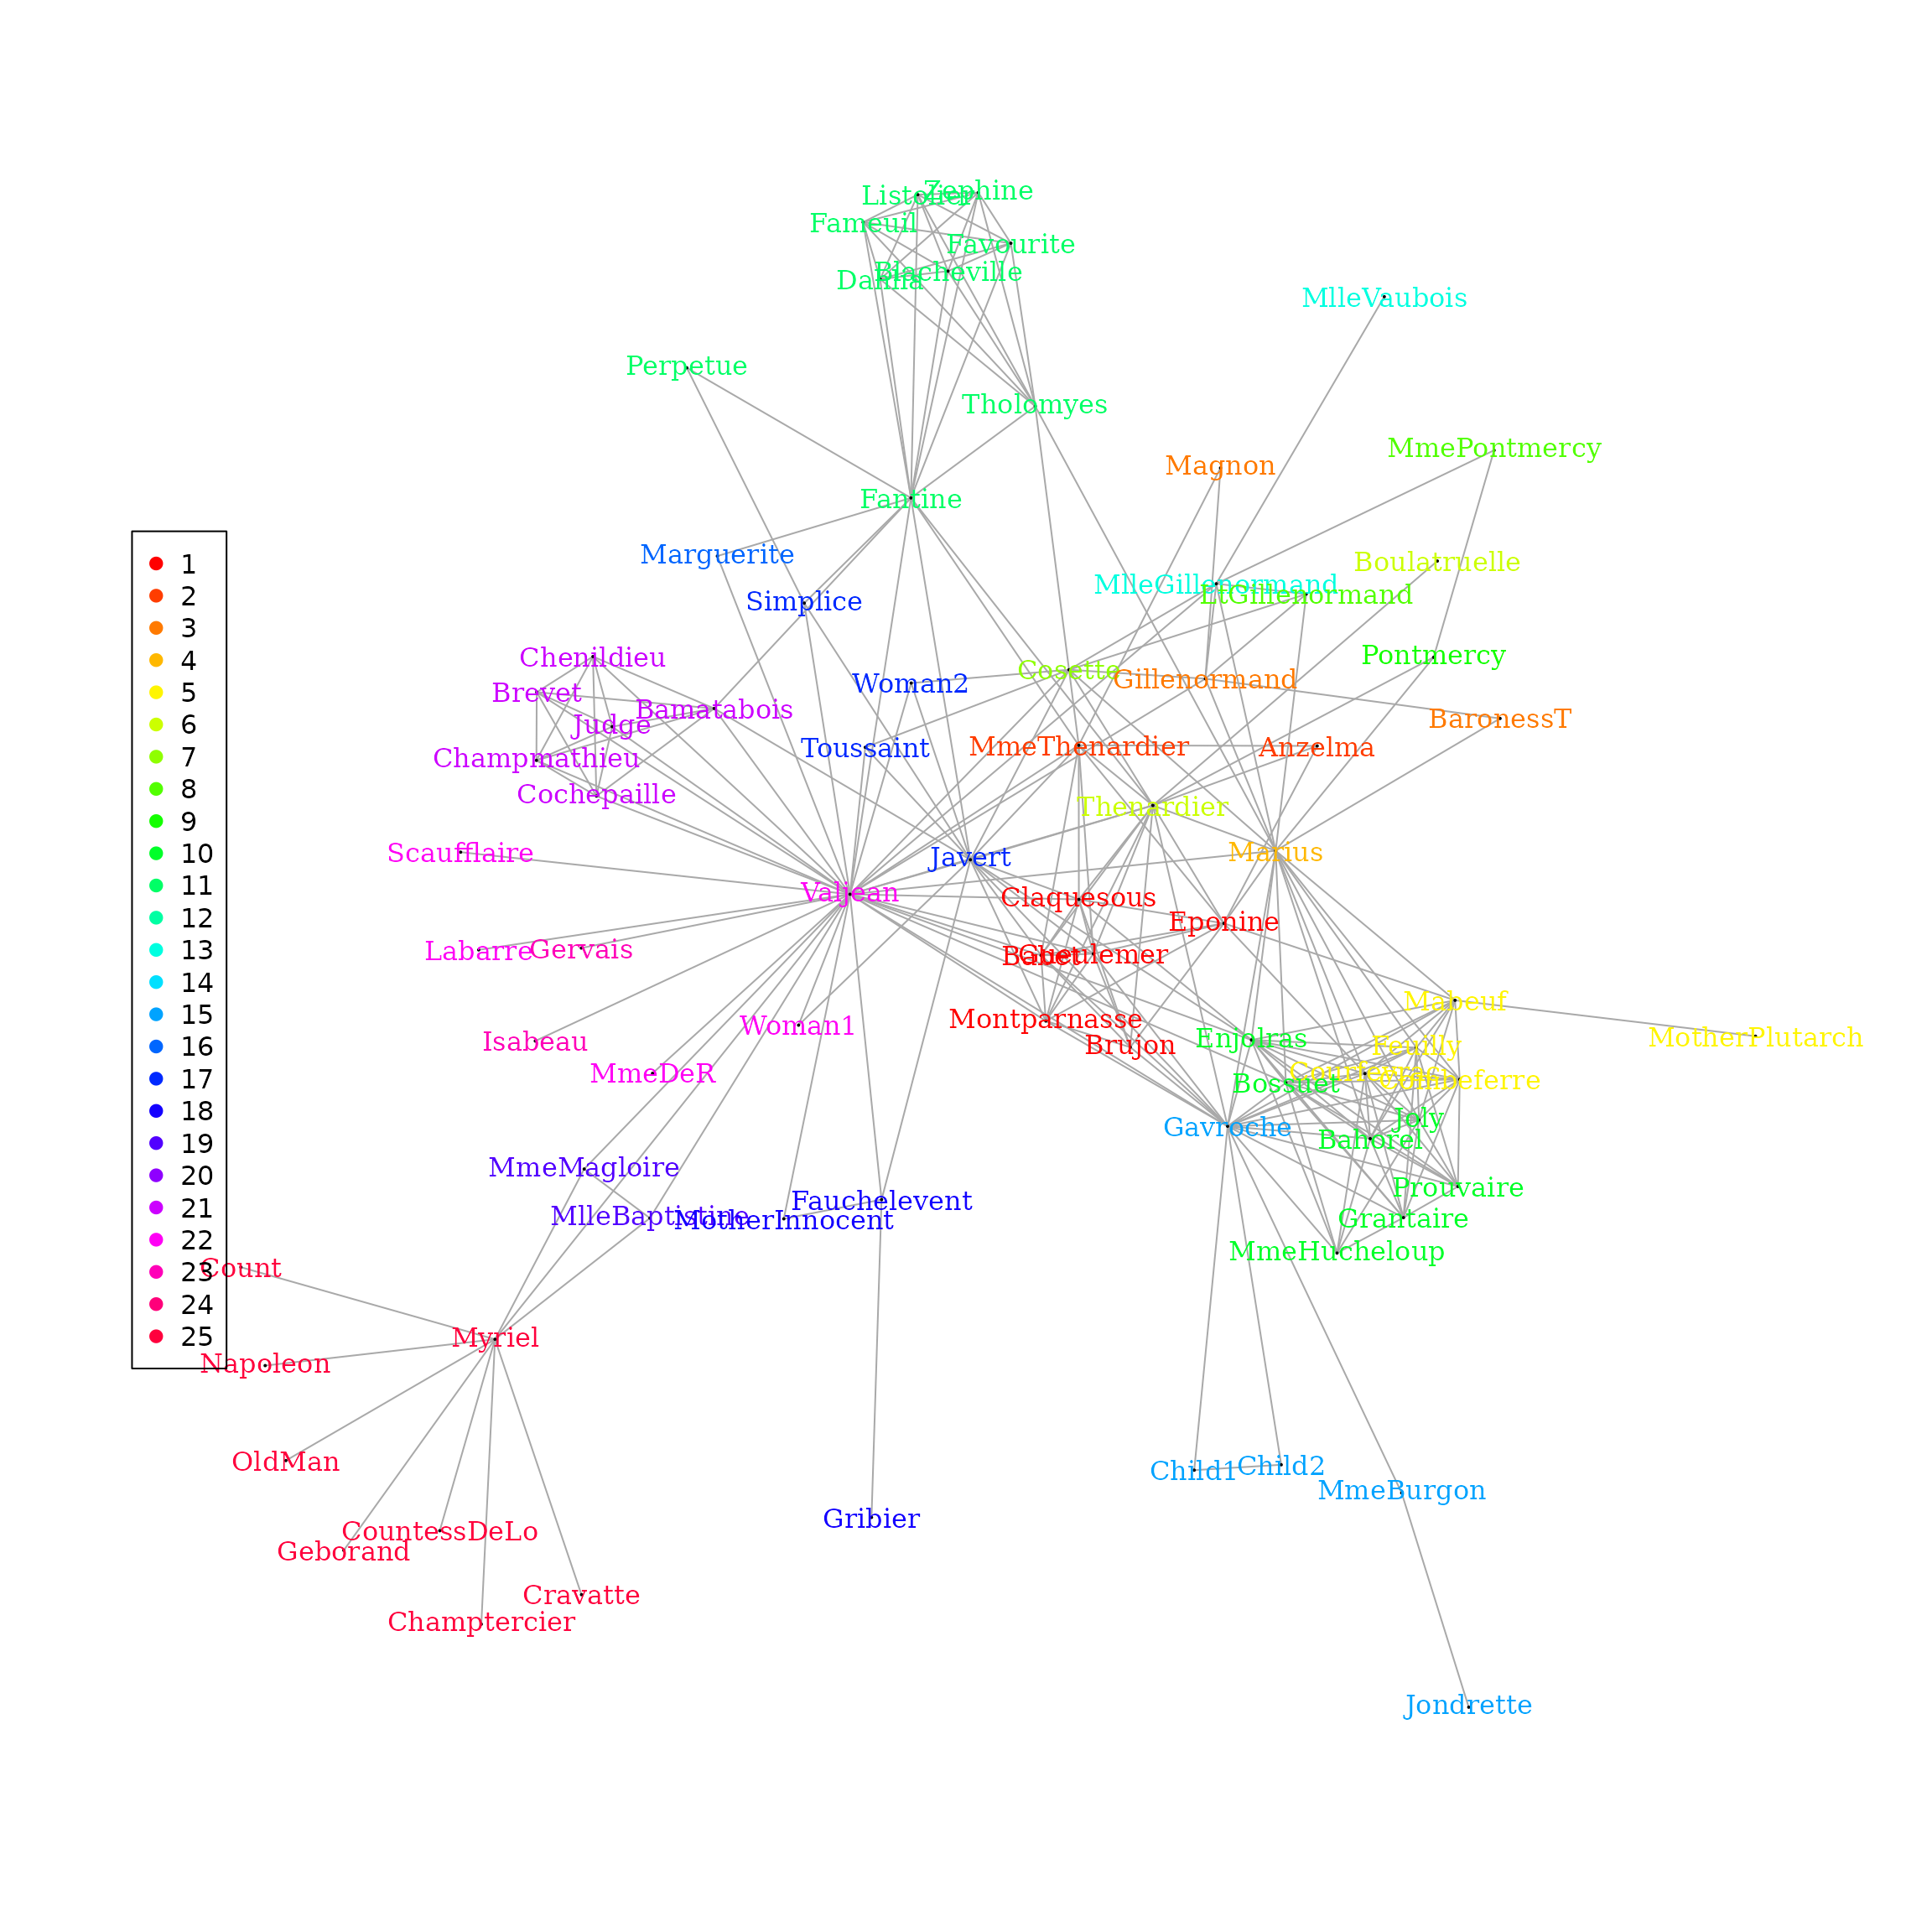 Listolier
Zephine
Fameuil
Favourite
Blacheville
Dahlia
MlleVaubois
Perpetue
Tholomyes
MmePontmercy
Magnon
Fantine
Marguerite
Boulatruelle
MlleGillenormand
LtGillenormand
Simplice
Chenildieu
Pontmercy
Cosette
Gillenormand
Woman2
Brevet
Bamatabois
Judge
BaronessT
Toussaint
MmeThenardier
Anzelma
Champmathieu
Cochepaille
Thenardier
Scaufflaire
Javert
Marius
Valjean
Claquesous
Eponine
Labarre
Gervais
Babet
Gueulemer
Mabeuf
Montparnasse
Woman1
Isabeau
Brujon
Enjolras
Feuilly
MotherPlutarch
MmeDeR
Courfeyrac
Combeferre
Bossuet
Joly
Gavroche
Bahorel
MmeMagloire
Prouvaire
Fauchelevent
MlleBaptistine
MotherInnocent
Grantaire
MmeHucheloup
Count
Myriel
Napoleon
OldMan
Child1
Child2
MmeBurgon
Gribier
CountessDeLo
Geborand
Cravatte
Champtercier
Jondrette
1
2
3
4
5
6
7
8
9
10
11
12
13
14
15
16
17
18
19
20
21
22
23
24
25